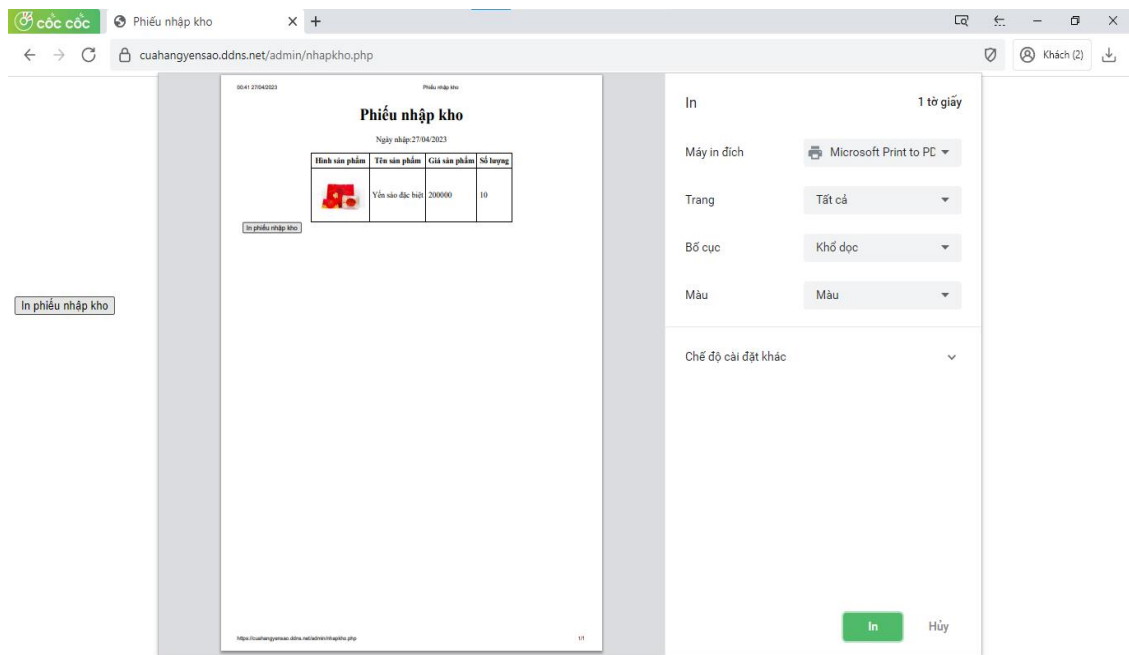 cốc cốc
Phiếu nhập kho
cuahangyensao.ddns.net/admin/nhapkho.php
Khách (2)
00:41 27/04/2023
Phiếu nhập kho
Phiếu nhập kho
Ngày nhập:27/04/2023
Hình sản phẩm Tên sản phẩm Giá sản phẩm Số lượng
Yến sào đặc biệt 200000 10
In phiếu nhập kho
https://cuahangyensao.ddns.net/admin/nhapkho.php
1/1
In phiếu nhập kho
In
1 tờ giấy
Máy in đích
Microsoft Print to PD
Trang
Tất cả
Bố cục
Khổ dọc
Màu
Màu
Chế độ cài đặt khác
In
Hủy